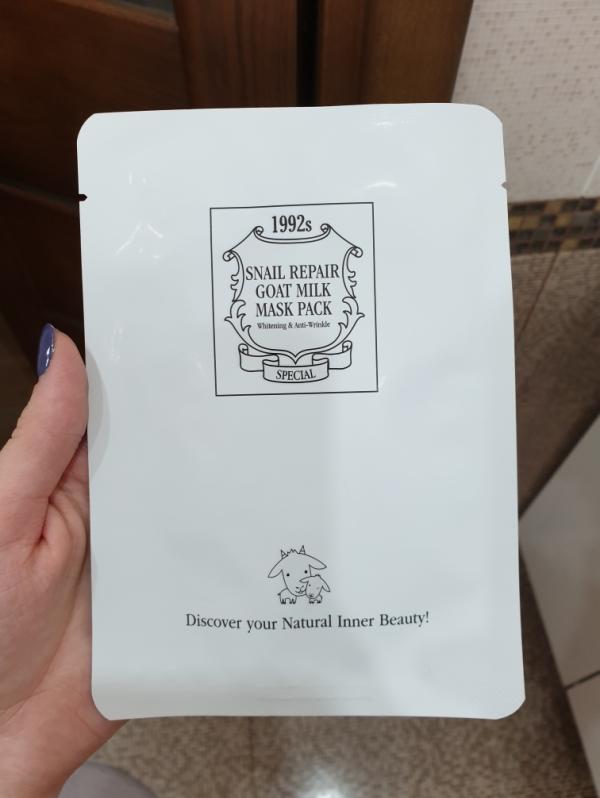 1992s
SNAIL REPAIR
GOAT MILK
MASK PACK
Whitening & Anti-Wrinkle
SPECIAL
Discover your Natural Inner Beauty!